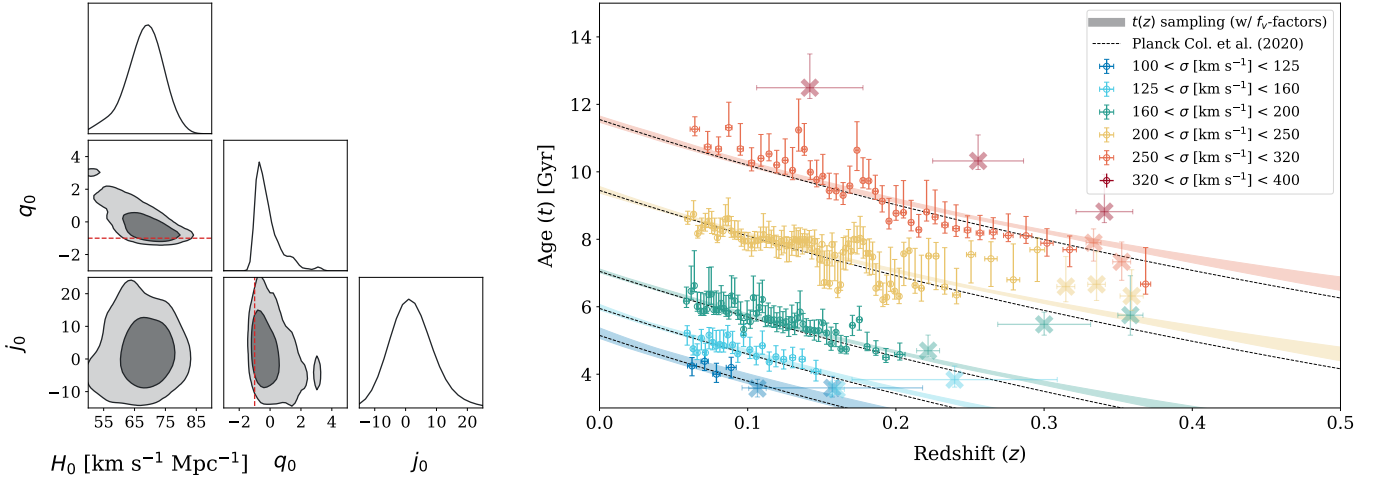 q₀
4
2
0
−2
j₀
20
10
0
−10
55 65 75 85
−2 0 2 4
−10 0 10 20
H₀ [km s⁻¹ Mpc⁻¹]
q₀
j₀
Age (t) [Gyr]
14
12
10
8
6
4
t(z) sampling (w/ fᵥ-factors)
Planck Col. et al. (2020)
100 < σ [km s⁻¹] < 125
125 < σ [km s⁻¹] < 160
160 < σ [km s⁻¹] < 200
200 < σ [km s⁻¹] < 250
250 < σ [km s⁻¹] < 320
320 < σ [km s⁻¹] < 400
0.0 0.1 0.2 0.3 0.4 0.5
Redshift (z)